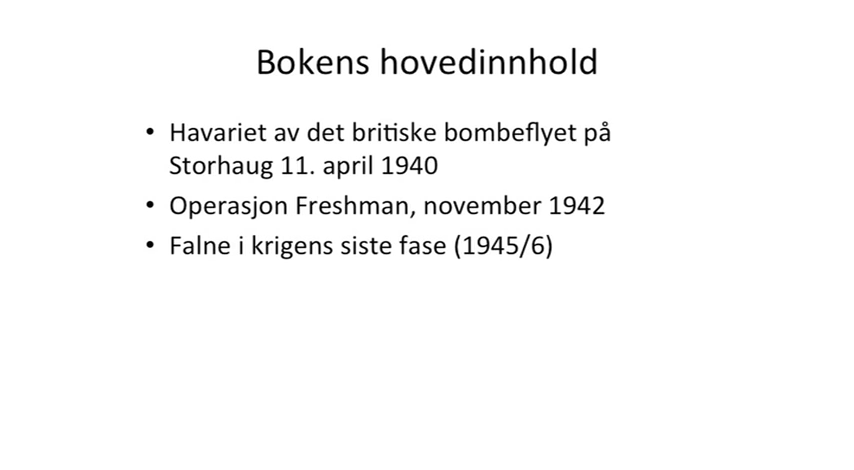 Bokens hovedinnhold
• Havariet av det britiske bombeflyet på
Storhaug 11. april 1940
• Operasjon Freshman, november 1942
• Falne i krigens siste fase (1945/6)